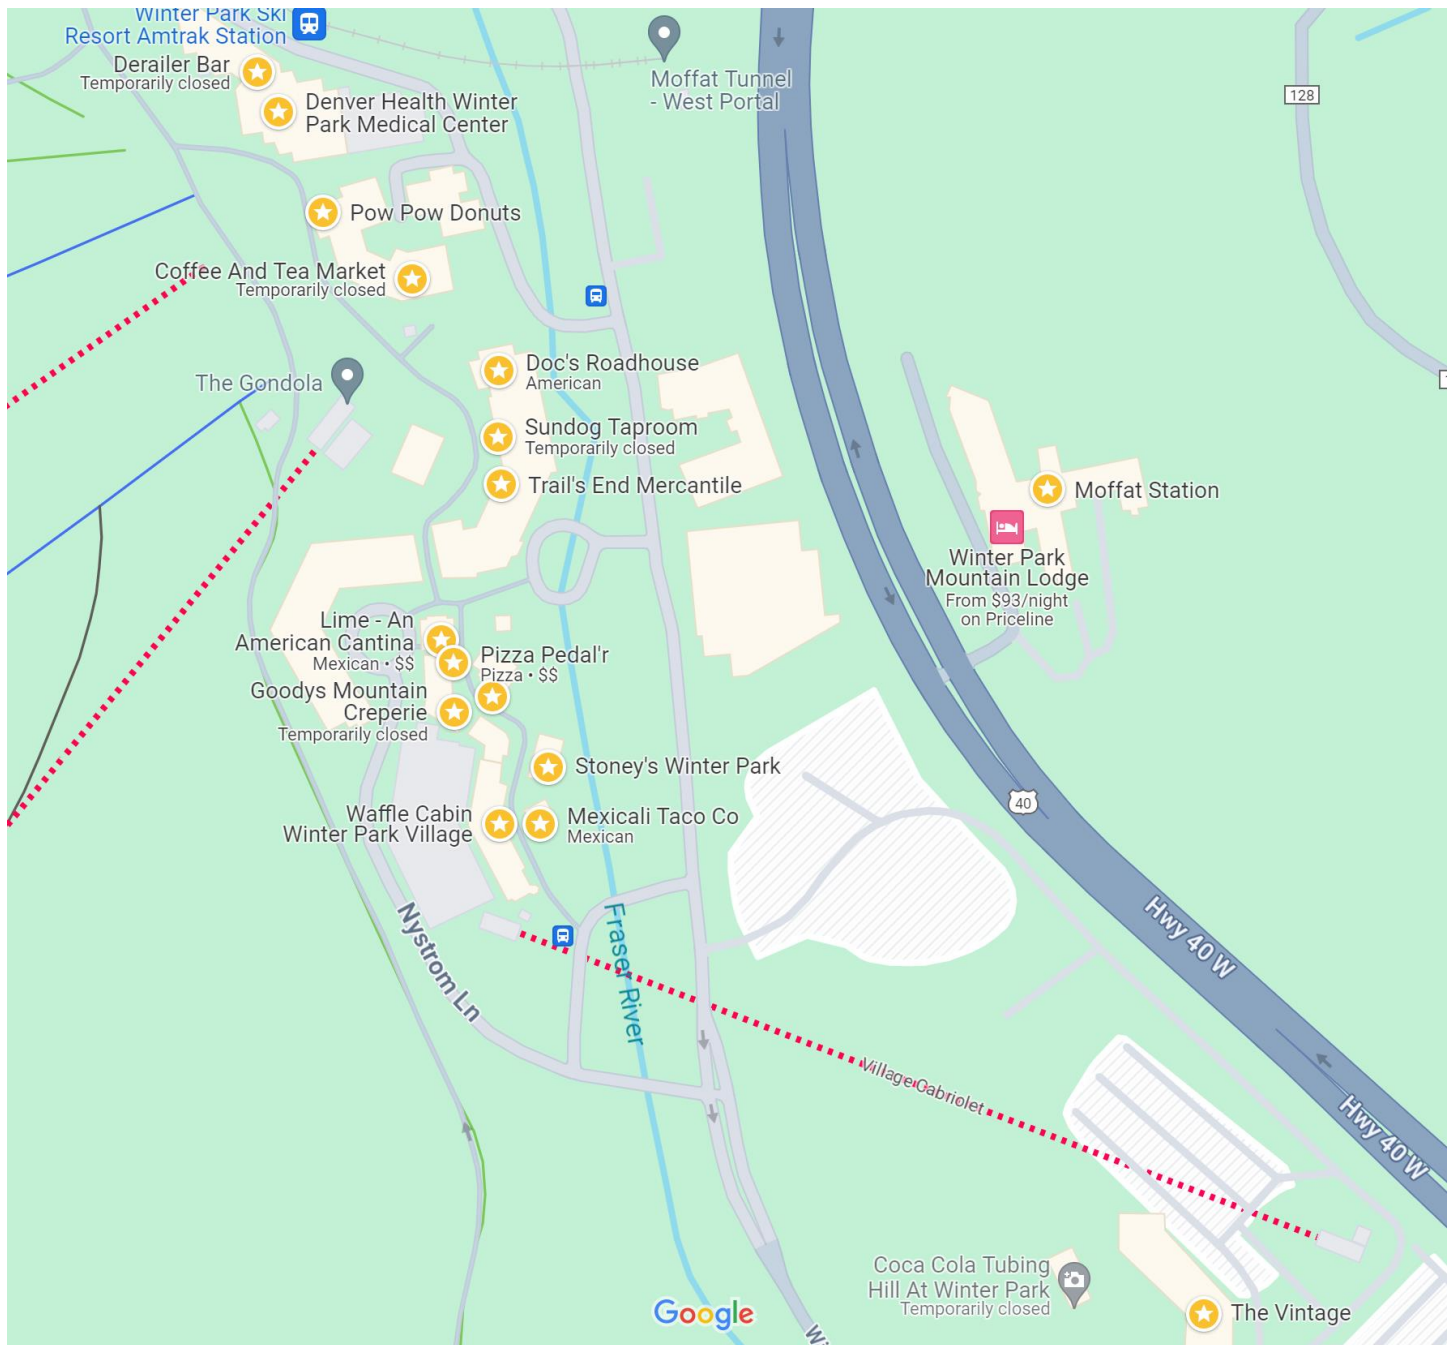 Winter Park Ski
Resort Amtrak Station
Derailer Bar
Temporarily closed
Denver Health Winter
Park Medical Center
Moffat Tunnel
- West Portal
128
Pow Pow Donuts
Coffee And Tea Market
Temporarily closed
The Gondola
Doc's Roadhouse
American
Sundog Taproom
Temporarily closed
Trail's End Mercantile
Moffat Station
Winter Park
Mountain Lodge
From $93/night
on Priceline
Lime - An
American Cantina
Mexican • $$
Pizza Pedal'r
Pizza • $$
Goodys Mountain
Creperie
Temporarily closed
Stoney's Winter Park
Waffle Cabin
Winter Park Village
Mexicali Taco Co
Mexican
40
Hwy 40 W
Nystrom Ln
Fraser River
Village Cabriolet
Hwy 40 W
Coca Cola Tubing
Hill At Winter Park
Temporarily closed
The Vintage
Google